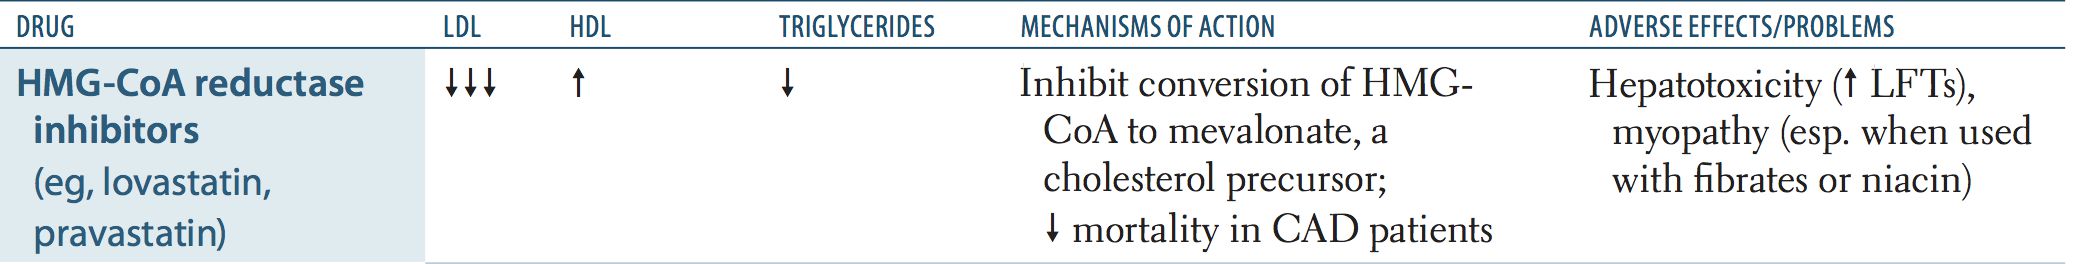 DRUG LDL HDL TRIGLYCERIDES MECHANISMS OF ACTION ADVERSE EFFECTS/PROBLEMS
HMG-CoA reductase
inhibitors
(eg, lovastatin,
pravastatin)
↓↓↓
↑
↓
Inhibit conversion of HMG-
CoA to mevalonate, a
cholesterol precursor;
↓ mortality in CAD patients
Hepatotoxicity (↑ LFTs),
myopathy (esp. when used
with fibrates or niacin)